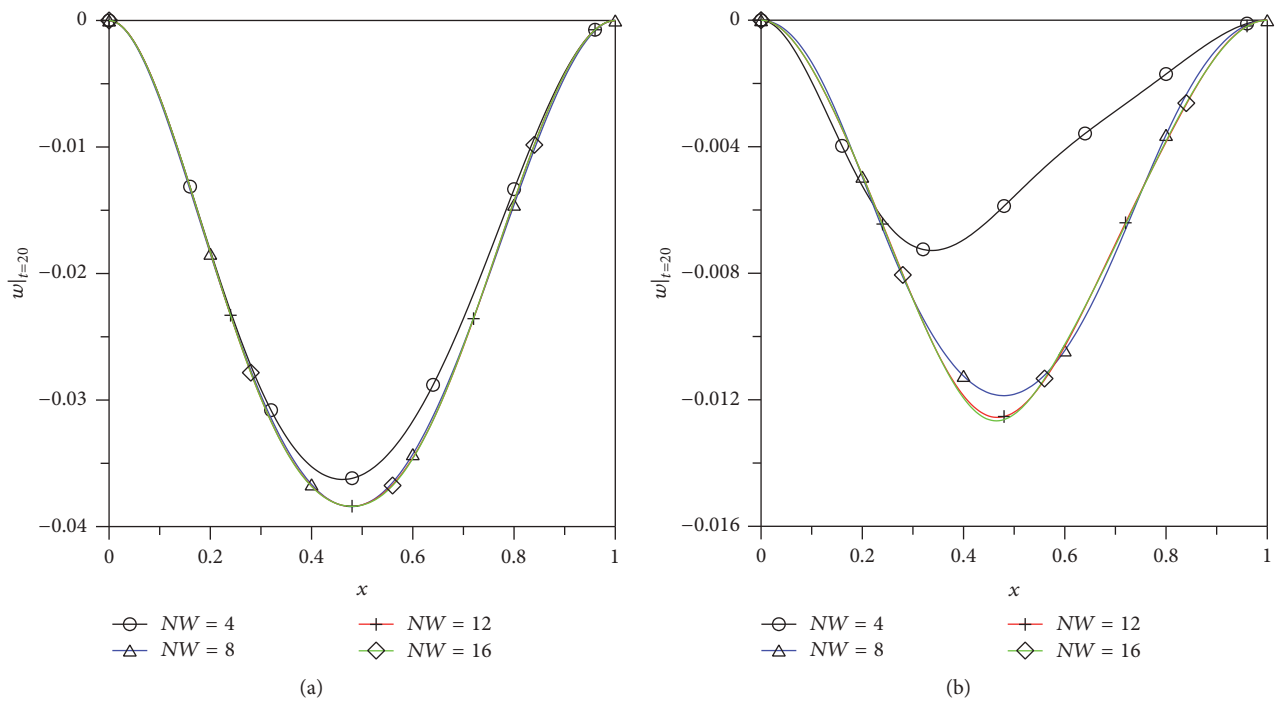 0
−0.01
−0.02
−0.03
−0.04
w|t=20
0
0.2
0.4
0.6
0.8
1
x
NW = 4
NW = 12
NW = 8
NW = 16
(a)
0
−0.004
−0.008
−0.012
−0.016
w|t=20
0
0.2
0.4
0.6
0.8
1
x
NW = 4
NW = 12
NW = 8
NW = 16
(b)